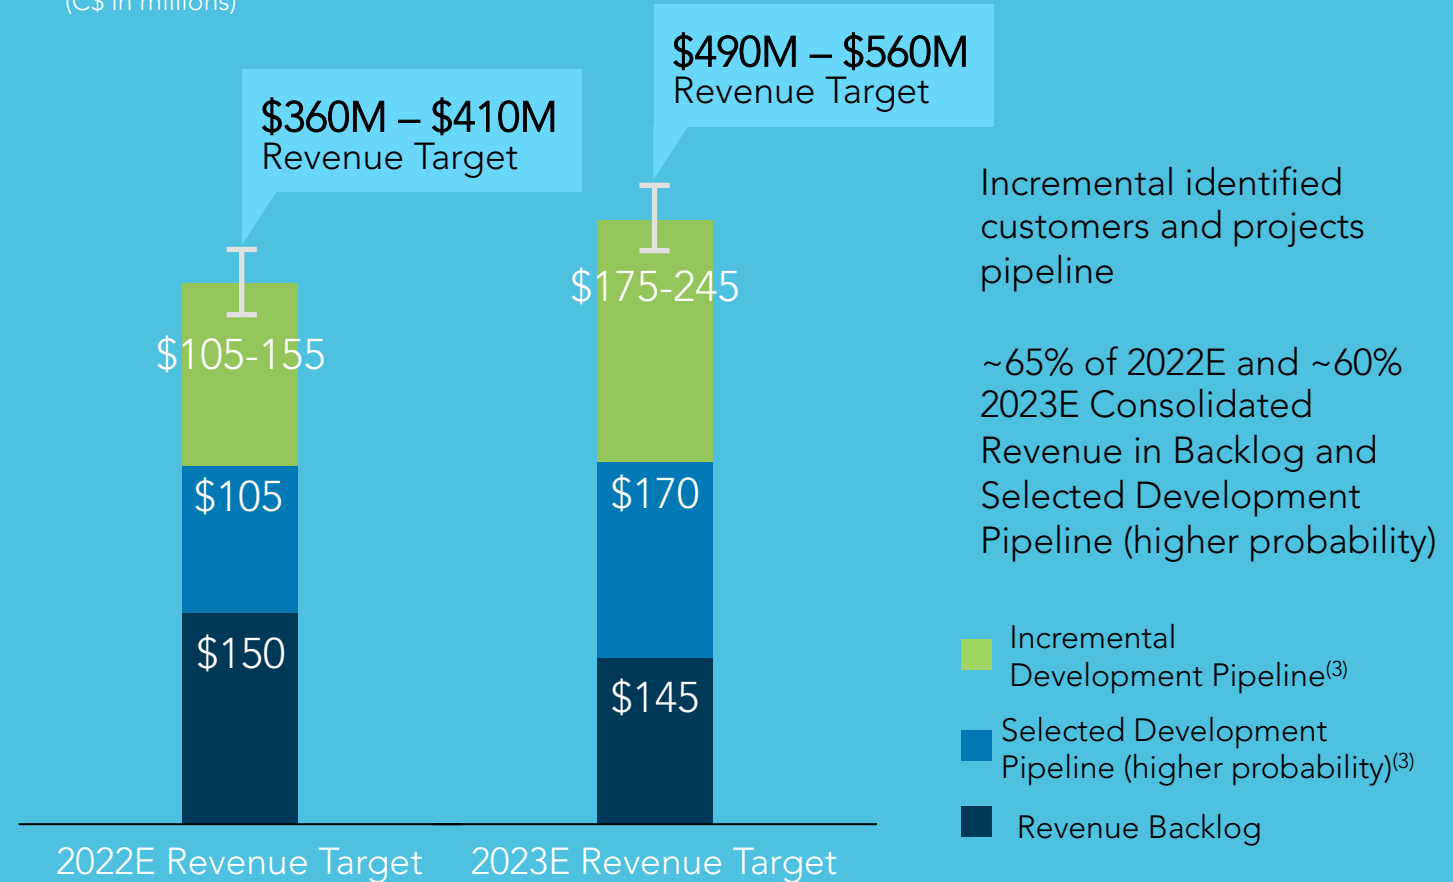 (C$ in millions)
$490M – $560M
Revenue Target
$360M – $410M
Revenue Target
$175-245
$105-155
$105
$170
$150
$145
2022E Revenue Target
2023E Revenue Target
Incremental identified
customers and projects
pipeline
~65% of 2022E and ~60%
2023E Consolidated
Revenue in Backlog and
Selected Development
Pipeline (higher probability)
Incremental
Development Pipeline(3)
Selected Development
Pipeline (higher probability)(3)
Revenue Backlog